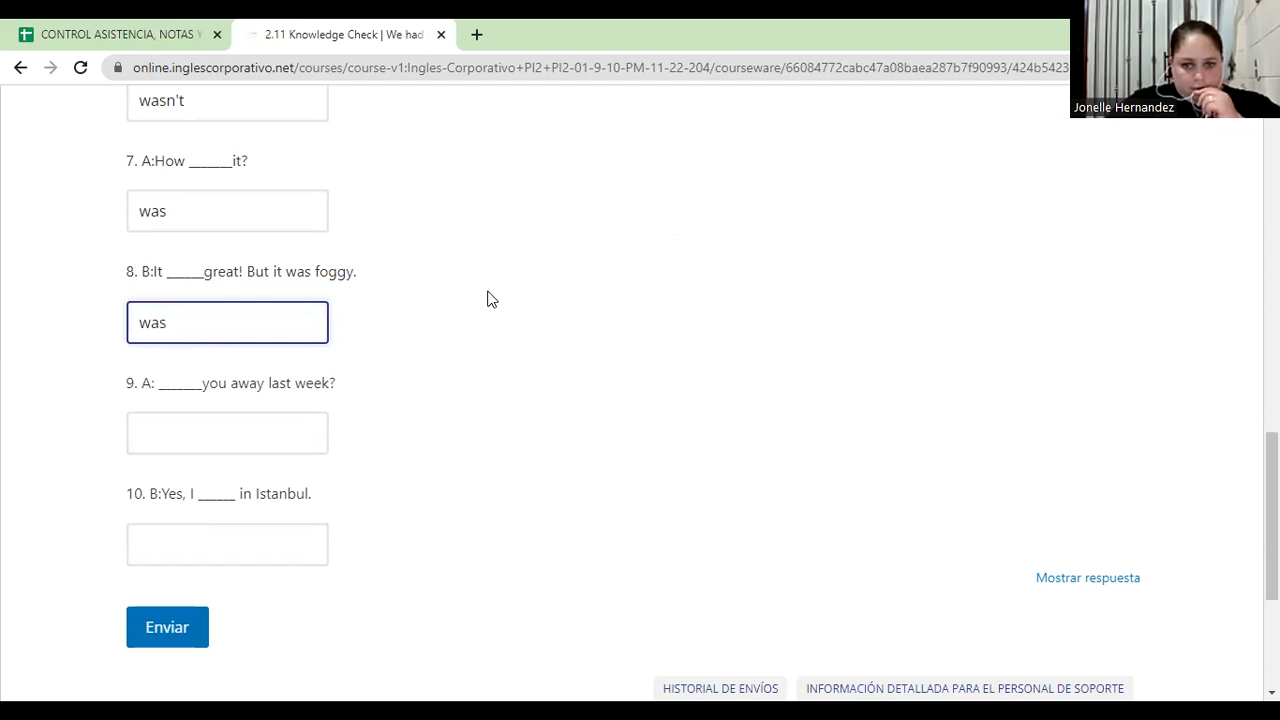 CONTROL ASISTENCIA, NOTAS Y
2.11 Knowledge Check | We had
online.inglescorporativo.net/courses/course-v1:Ingles-Corporativo+PI2+PI2-01-9-10-PM-11-22-204/courseware/66084772cabc47a08baea287b7f90993/424b5423
Jonelle Hernandez
wasn't
7. A:How _______it?
was
8. B:It ______great! But it was foggy.
was
9. A: _______you away last week?
10. B:Yes, I ______ in Istanbul.
Mostrar respuesta
Enviar
HISTORIAL DE ENVÍOS
INFORMACIÓN DETALLADA PARA EL PERSONAL DE SOPORTE